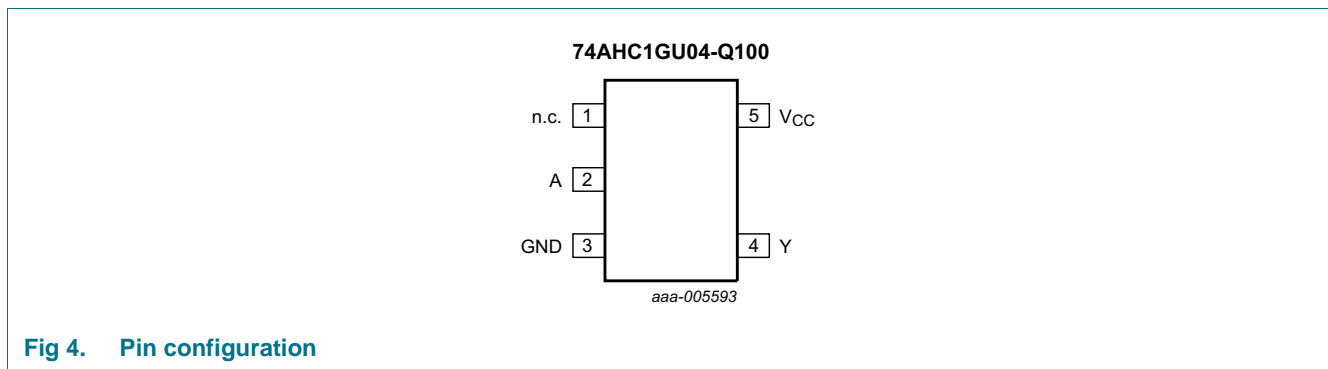 74AHC1GU04-Q100
n.c. 1
5 VCC
A 2
GND 3
4 Y
aaa-005593
Fig 4. Pin configuration